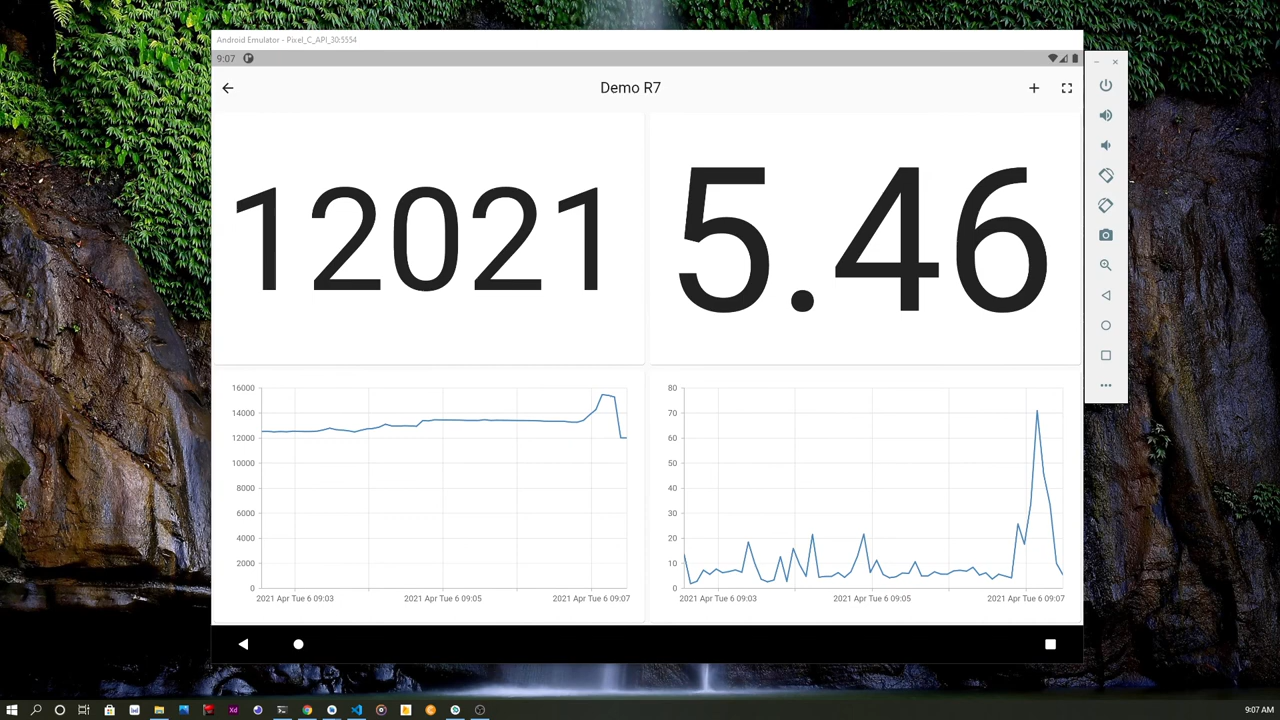 Android Emulator - Pixel_C_API_30:5554
9:07
Demo R7
12021
5.46
16000
14000
12000
10000
8000
6000
4000
2000
0
2021 Apr Tue 6 09:03
2021 Apr Tue 6 09:05
2021 Apr Tue 6 09:07
80
70
60
50
40
30
20
10
0
2021 Apr Tue 6 09:03
2021 Apr Tue 6 09:05
2021 Apr Tue 6 09:07
Xd
9:07 AM